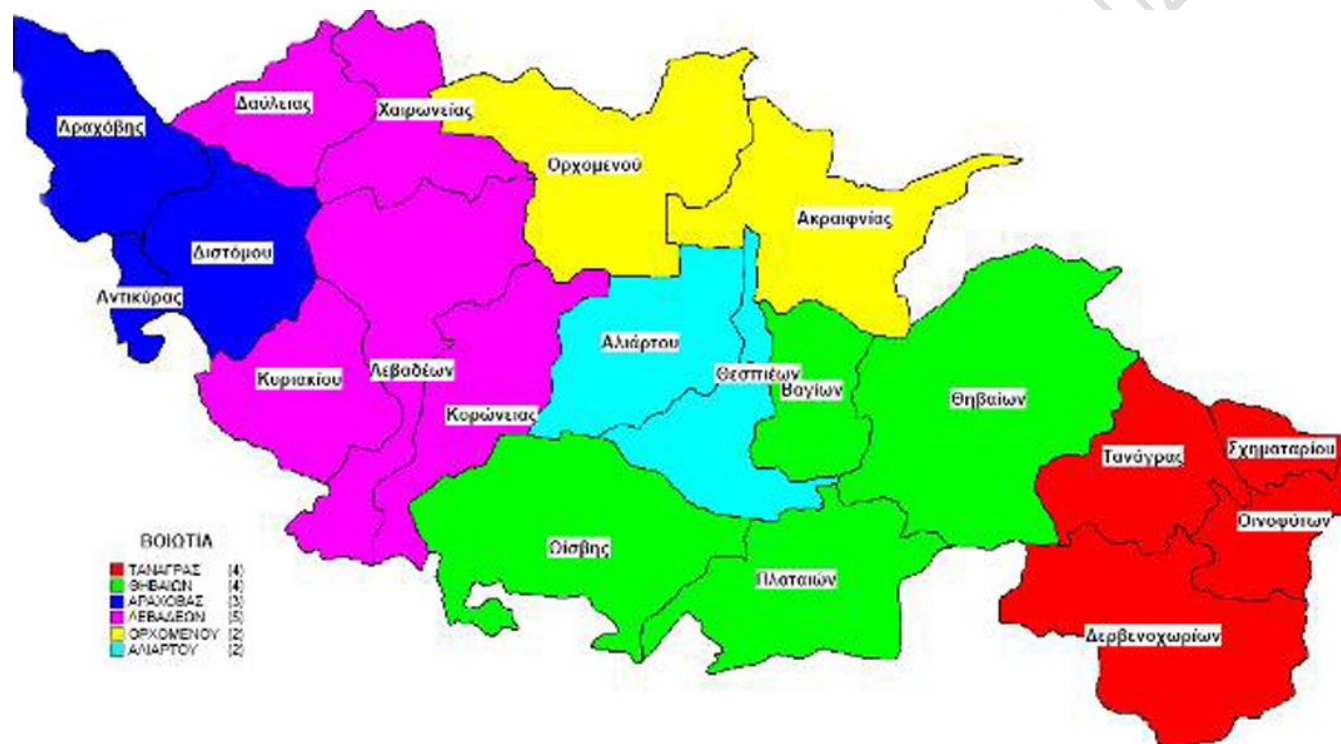 Δαύλειας
Χαιρωνείας
Αραχόβης
Ορχομενού
Ακραιφνίας
Διστόμου
Αντικύρας
Αλιάρτου
Λεβαδέων
Κυριακίου
Θεσπιέων
Βαγίων
Θηβαίων
Κορώνειας
Τανάγρας
Σχηματαρίου
Οινοφύτων
Θίσβης
Πλαταιών
Δερβενοχωρίων
ΒΟΙΩΤΙΑ
ΤΑΝΑΓΡΑΣ (4)
ΘΗΒΑΙΩΝ (4)
ΑΡΑΧΟΒΑΣ (3)
ΛΕΒΑΔΕΩΝ (5)
ΟΡΧΟΜΕΝΟΥ (2)
ΑΛΙΑΡΤΟΥ (2)